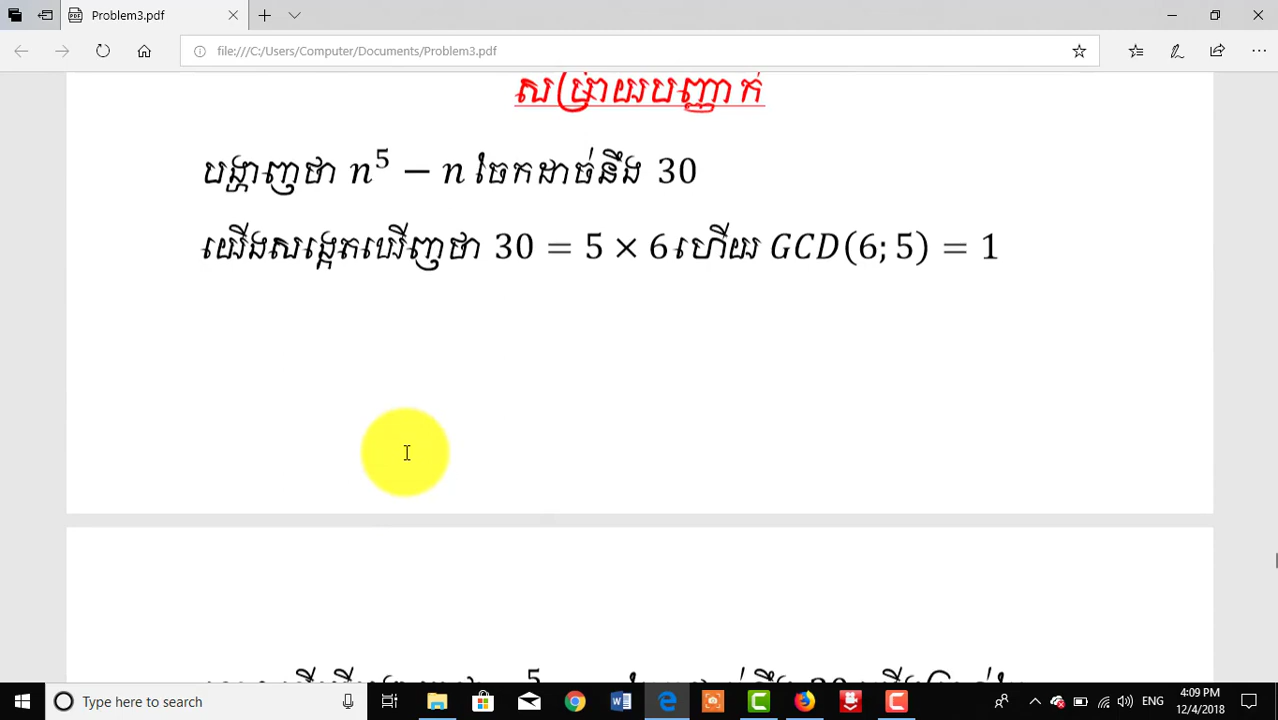 Problem3.pdf
file:///C:/Users/Computer/Documents/Problem3.pdf
សម្រាយបញ្ជាក់
បង្ហាញថា n⁵ − n ចែកដាច់នឹង 30
យើងសង្កេតឃើញថា 30 = 5 × 6 ហើយ GCD(6; 5) = 1
Type here to search
ENG
4:09 PM
12/4/2018